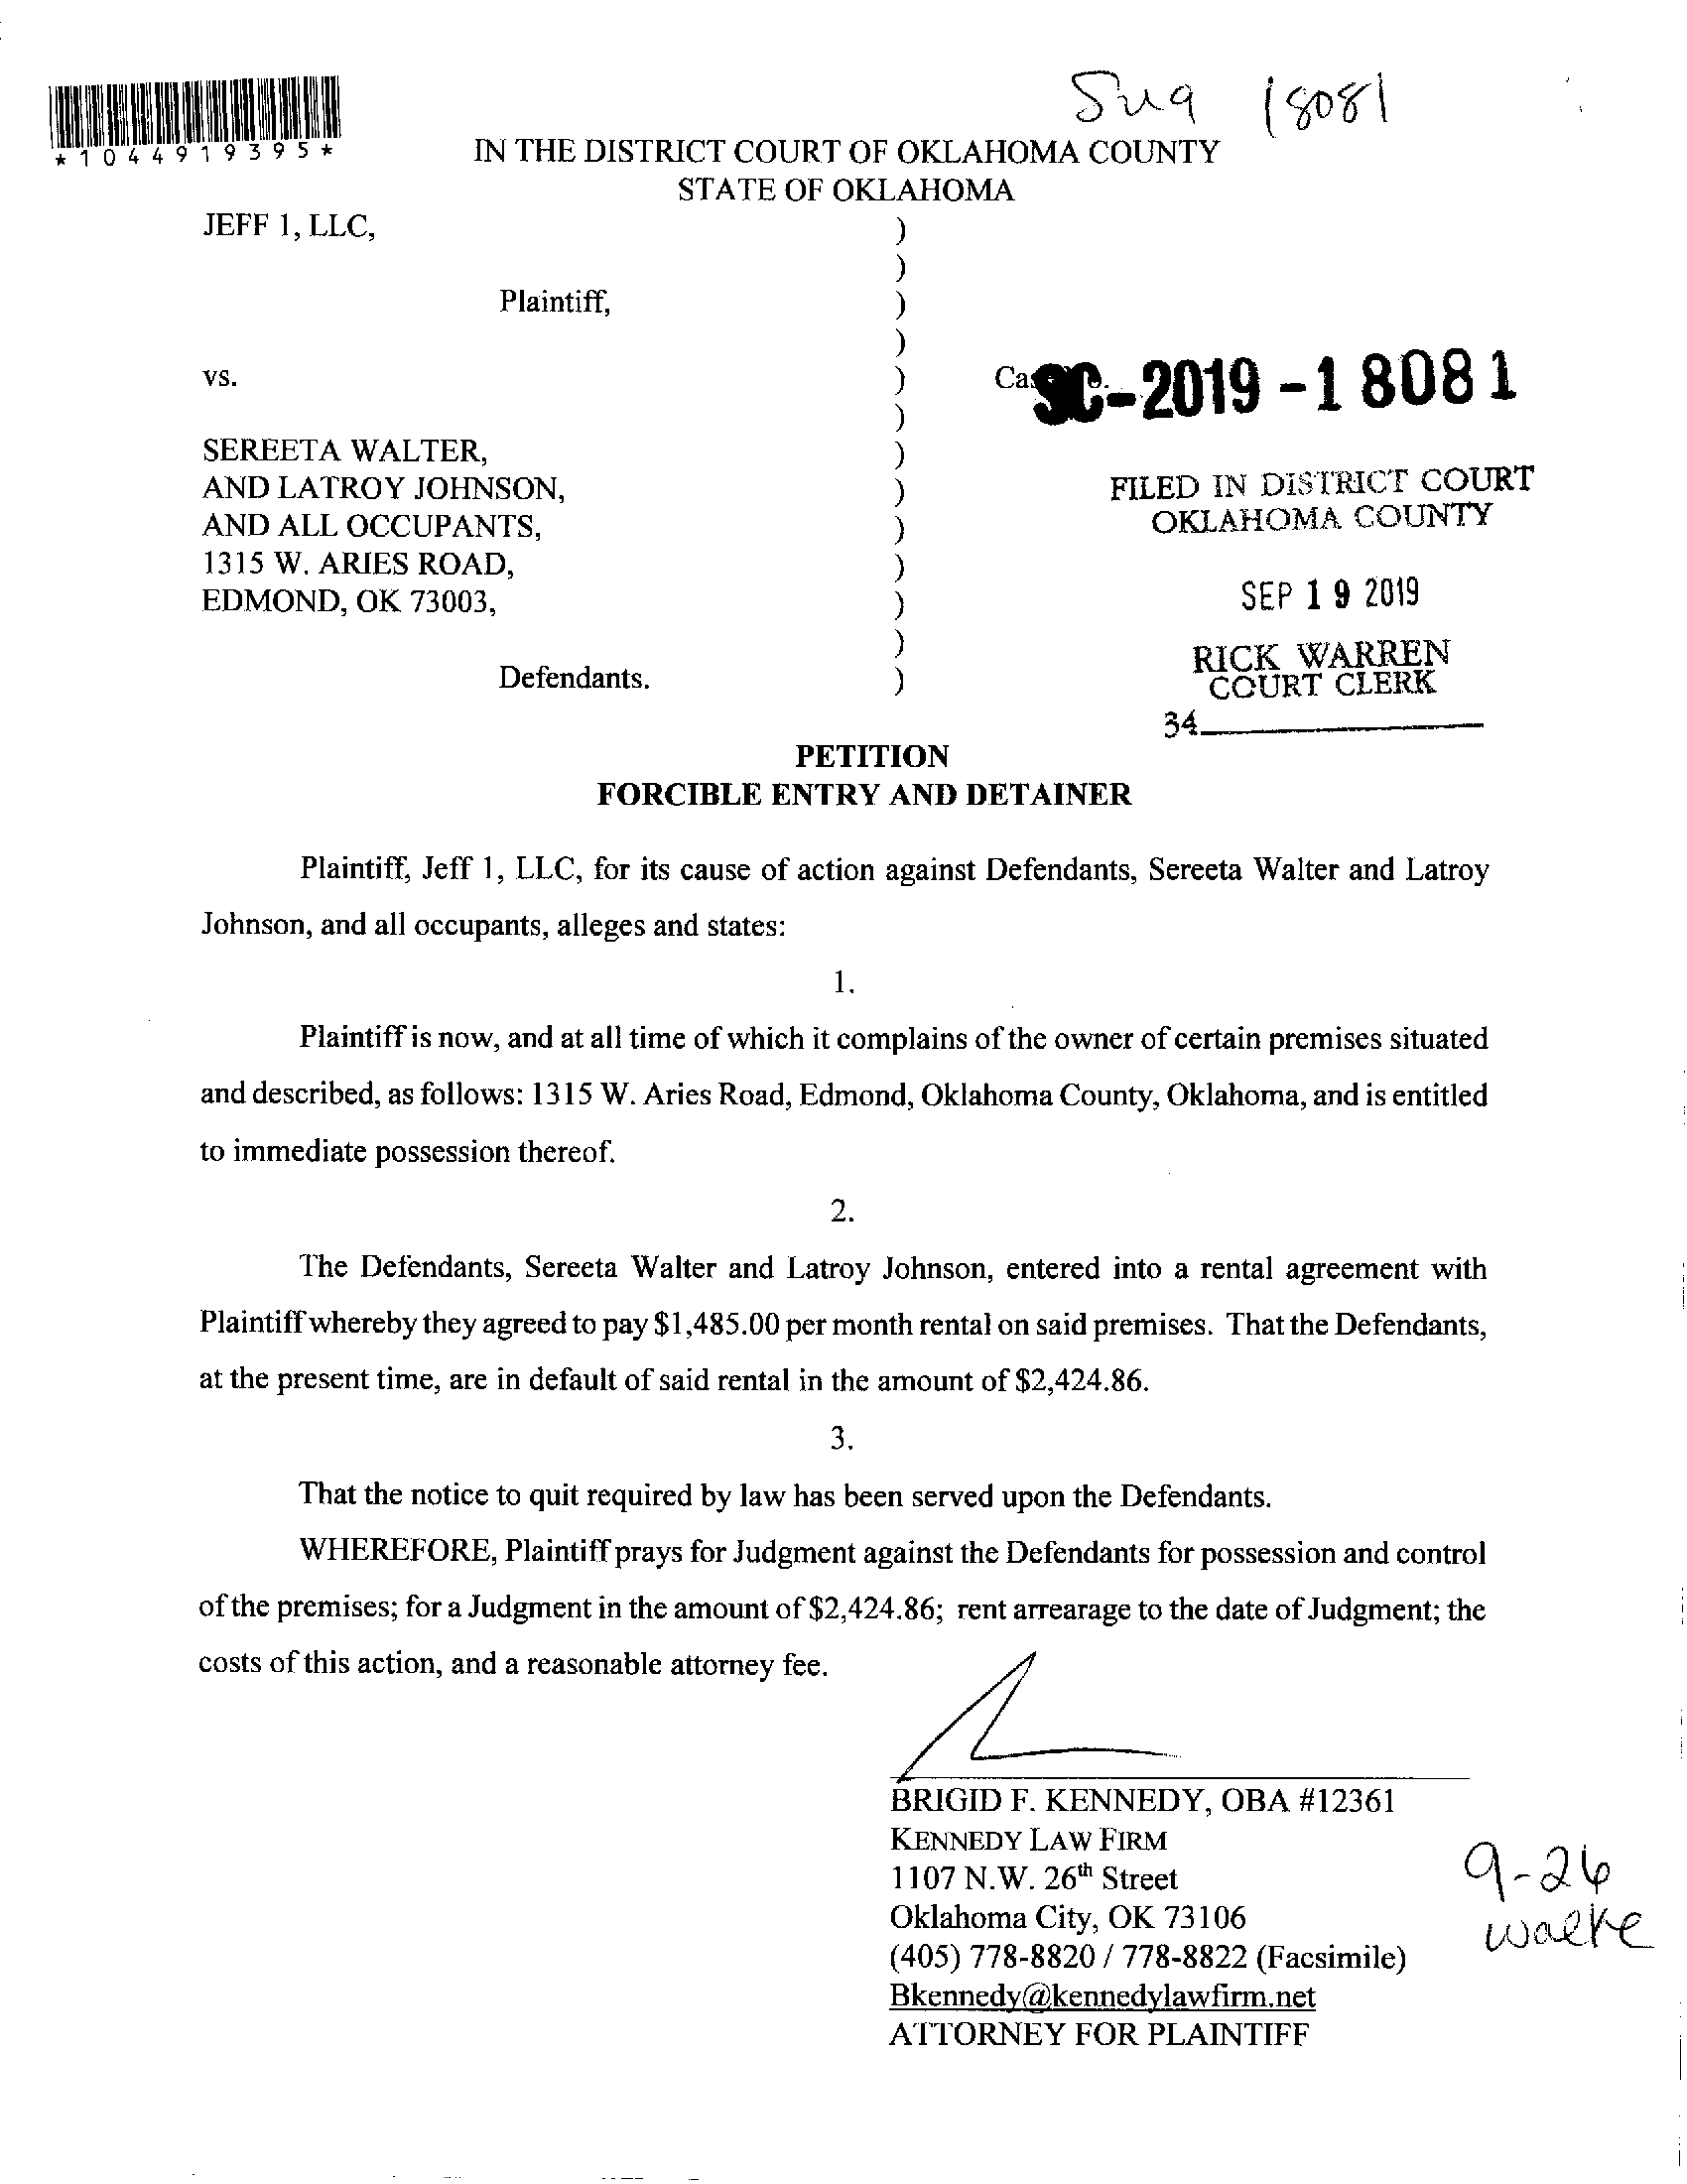 18081
*1044919395*
IN THE DISTRICT COURT OF OKLAHOMA COUNTY
STATE OF OKLAHOMA
JEFF 1, LLC, )
)
Plaintiff, )
)
vs. ) SC-2019-18081
)
SEREETA WALTER, )
AND LATROY JOHNSON, ) FILED IN DISTRICT COURT
AND ALL OCCUPANTS, ) OKLAHOMA COUNTY
1315 W. ARIES ROAD, )
EDMOND, OK 73003, ) SEP 19 2019
) RICK WARREN
Defendants. ) COURT CLERK
34
PETITION
FORCIBLE ENTRY AND DETAINER
Plaintiff, Jeff 1, LLC, for its cause of action against Defendants, Sereeta Walter and Latroy
Johnson, and all occupants, alleges and states:
1.
Plaintiff is now, and at all time of which it complains of the owner of certain premises situated
and described, as follows: 1315 W. Aries Road, Edmond, Oklahoma County, Oklahoma, and is entitled
to immediate possession thereof.
2.
The Defendants, Sereeta Walter and Latroy Johnson, entered into a rental agreement with
Plaintiff whereby they agreed to pay $1,485.00 per month rental on said premises. That the Defendants,
at the present time, are in default of said rental in the amount of $2,424.86.
3.
That the notice to quit required by law has been served upon the Defendants.
WHEREFORE, Plaintiff prays for Judgment against the Defendants for possession and control
of the premises; for a Judgment in the amount of $2,424.86; rent arrearage to the date of Judgment; the
costs of this action, and a reasonable attorney fee.
BRIGID F. KENNEDY, OBA #12361
KENNEDY LAW FIRM
1107 N.W. 26th Street
Oklahoma City, OK 73106
(405) 778-8820 / 778-8822 (Facsimile)
Bkennedy@kennedylawfirm.net
ATTORNEY FOR PLAINTIFF
9-26